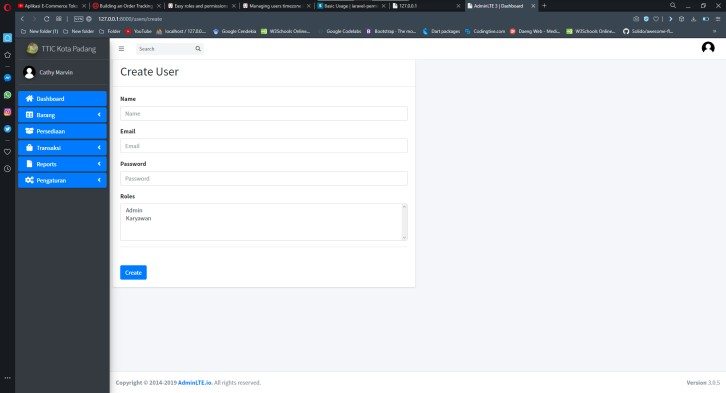 Aplikasi E-Commerce Toko
Building an Order Trackin
Easy roles and permission
Managing users timezone
Basic Usage | laravel-perm
127.0.0.1
AdminLTE 3 | Dashboard
127.0.0.1:8000/users/create
New folder (1)
New folder
Folder
YouTube
localhost / 127.0.0...
Google Cendekia
W3Schools Online...
Google Codelabs
Bootstrap · The mo...
Dart packages
Codinglive.com
Daeng Web - Medi...
W3Schools Online...
Solido/awesome-fl...
TTIC Kota Padang
Search
Cathy Marvin
Create User
Dashboard
Barang
Persediaan
Transaksi
Reports
Pengaturan
Name
Name
Email
Email
Password
Password
Roles
Admin
Karyawan
Create
Copyright © 2014-2019 AdminLTE.io. All rights reserved.
Version 3.0.5